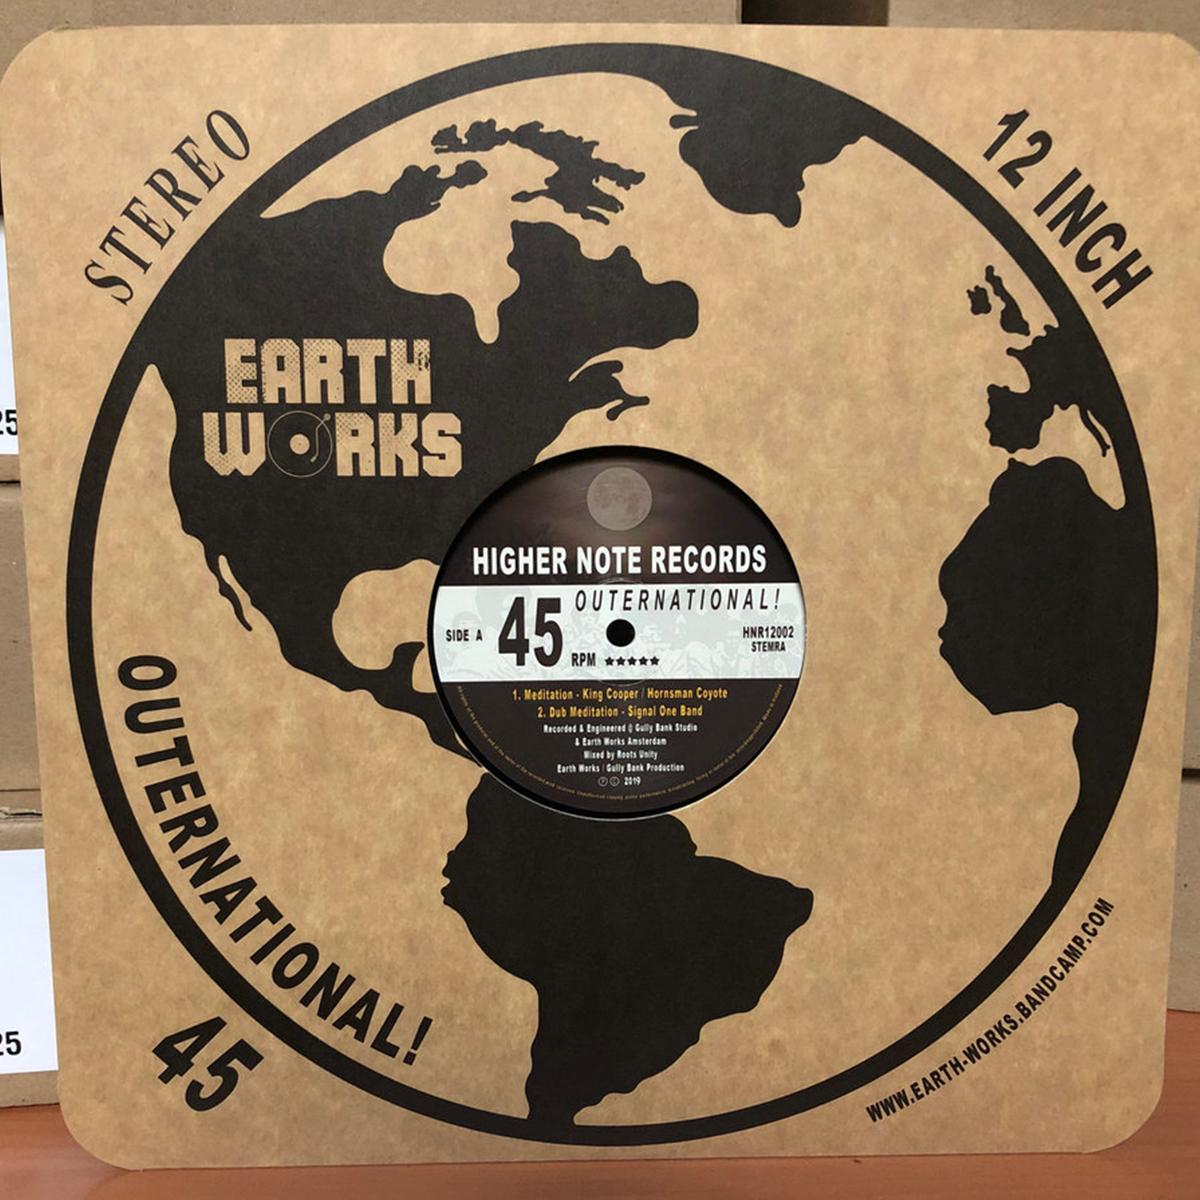 STEREO
12 INCH
EARTH
WORKS
HIGHER NOTE RECORDS
OUTERNATIONAL!
SIDE A
45
RPM ★★★★★
HNR12002
STEMRA
1. Meditation - King Cooper / Hornsman Coyote
2. Dub Meditation - Signal One Band
Recorded & Engineered @ Gully Bank Studio
& Earth Works Amsterdam
Mixed by Roots Unity
Earth Works / Gully Bank Production
℗ © 2019
OUTERNATIONAL!
45
WWW.EARTH-WORKS.BANDCAMP.COM
25
25